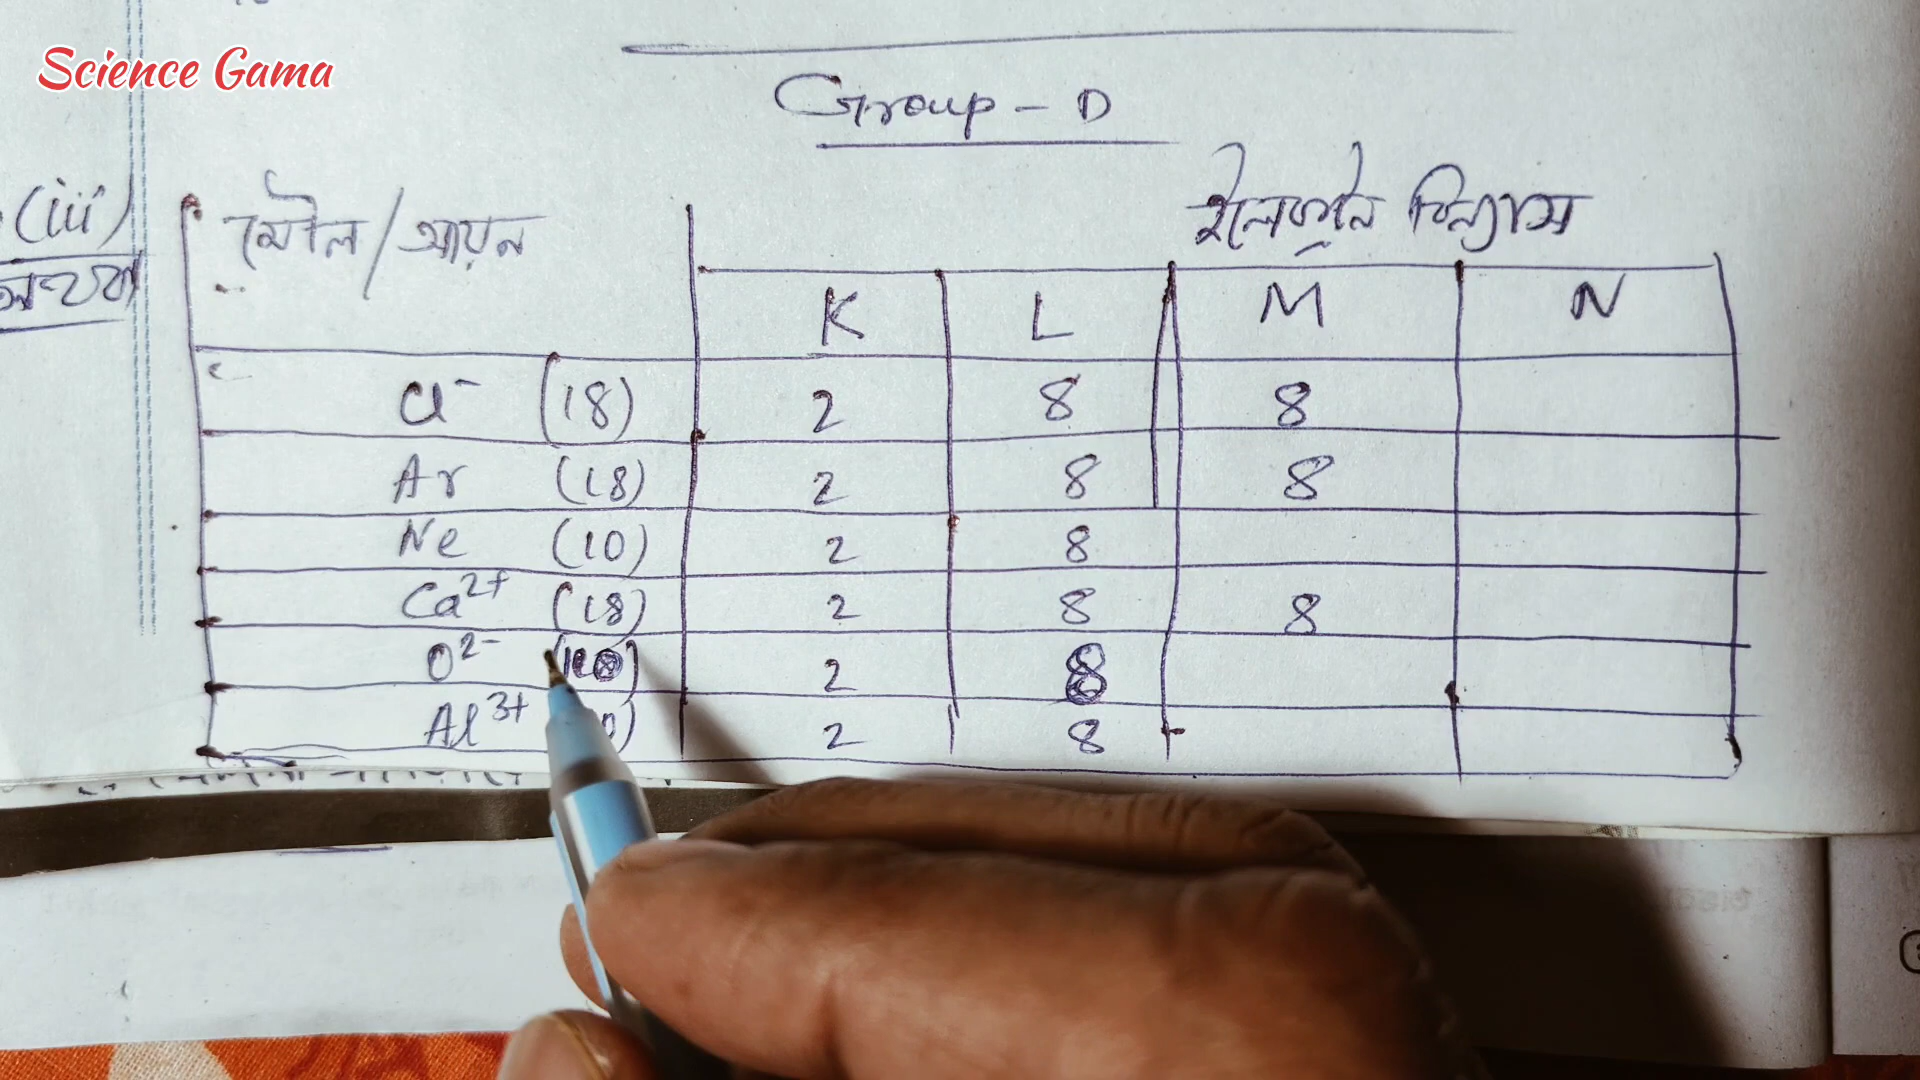 Science Gama
Group - D
(iii)
অথবা
মৌল/আয়ন
ইলেকট্রন বিন্যাস
K L M N
Cl⁻ (18) 2 8 8
Ar (18) 2 8 8
Ne (10) 2 8
Ca²⁺ (18) 2 8 8
O²⁻ 2 8
Al³⁺ 2 8